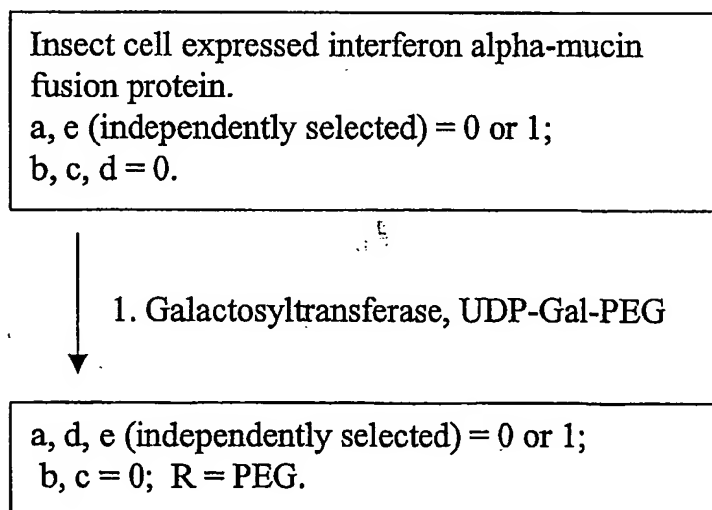 Insect cell expressed interferon alpha-mucin
fusion protein.
a, e (independently selected) = 0 or 1;
b, c, d = 0.
1. Galactosyltransferase, UDP-Gal-PEG
a, d, e (independently selected) = 0 or 1;
b, c = 0; R = PEG.